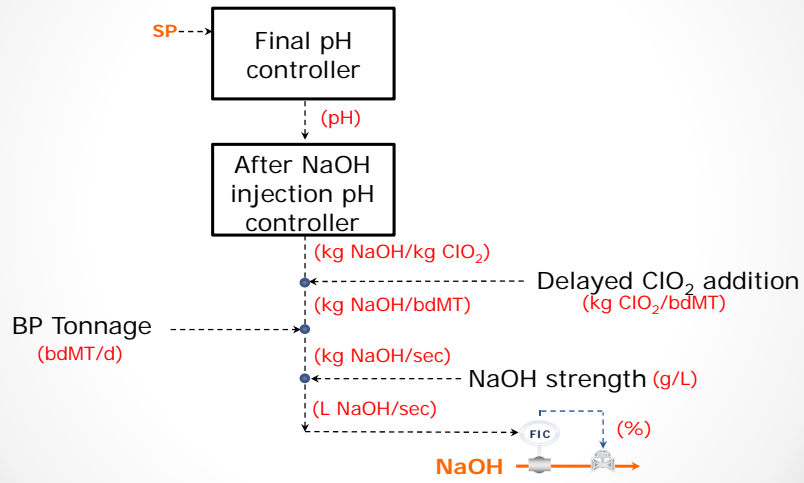 SP
Final pH
controller
(pH)
After NaOH
injection pH
controller
(kg NaOH/kg ClO₂)
Delayed ClO₂ addition
(kg ClO₂/bdMT)
(kg NaOH/bdMT)
BP Tonnage
(bdMT/d)
(kg NaOH/sec)
NaOH strength (g/L)
(L NaOH/sec)
FIC
(%)
NaOH